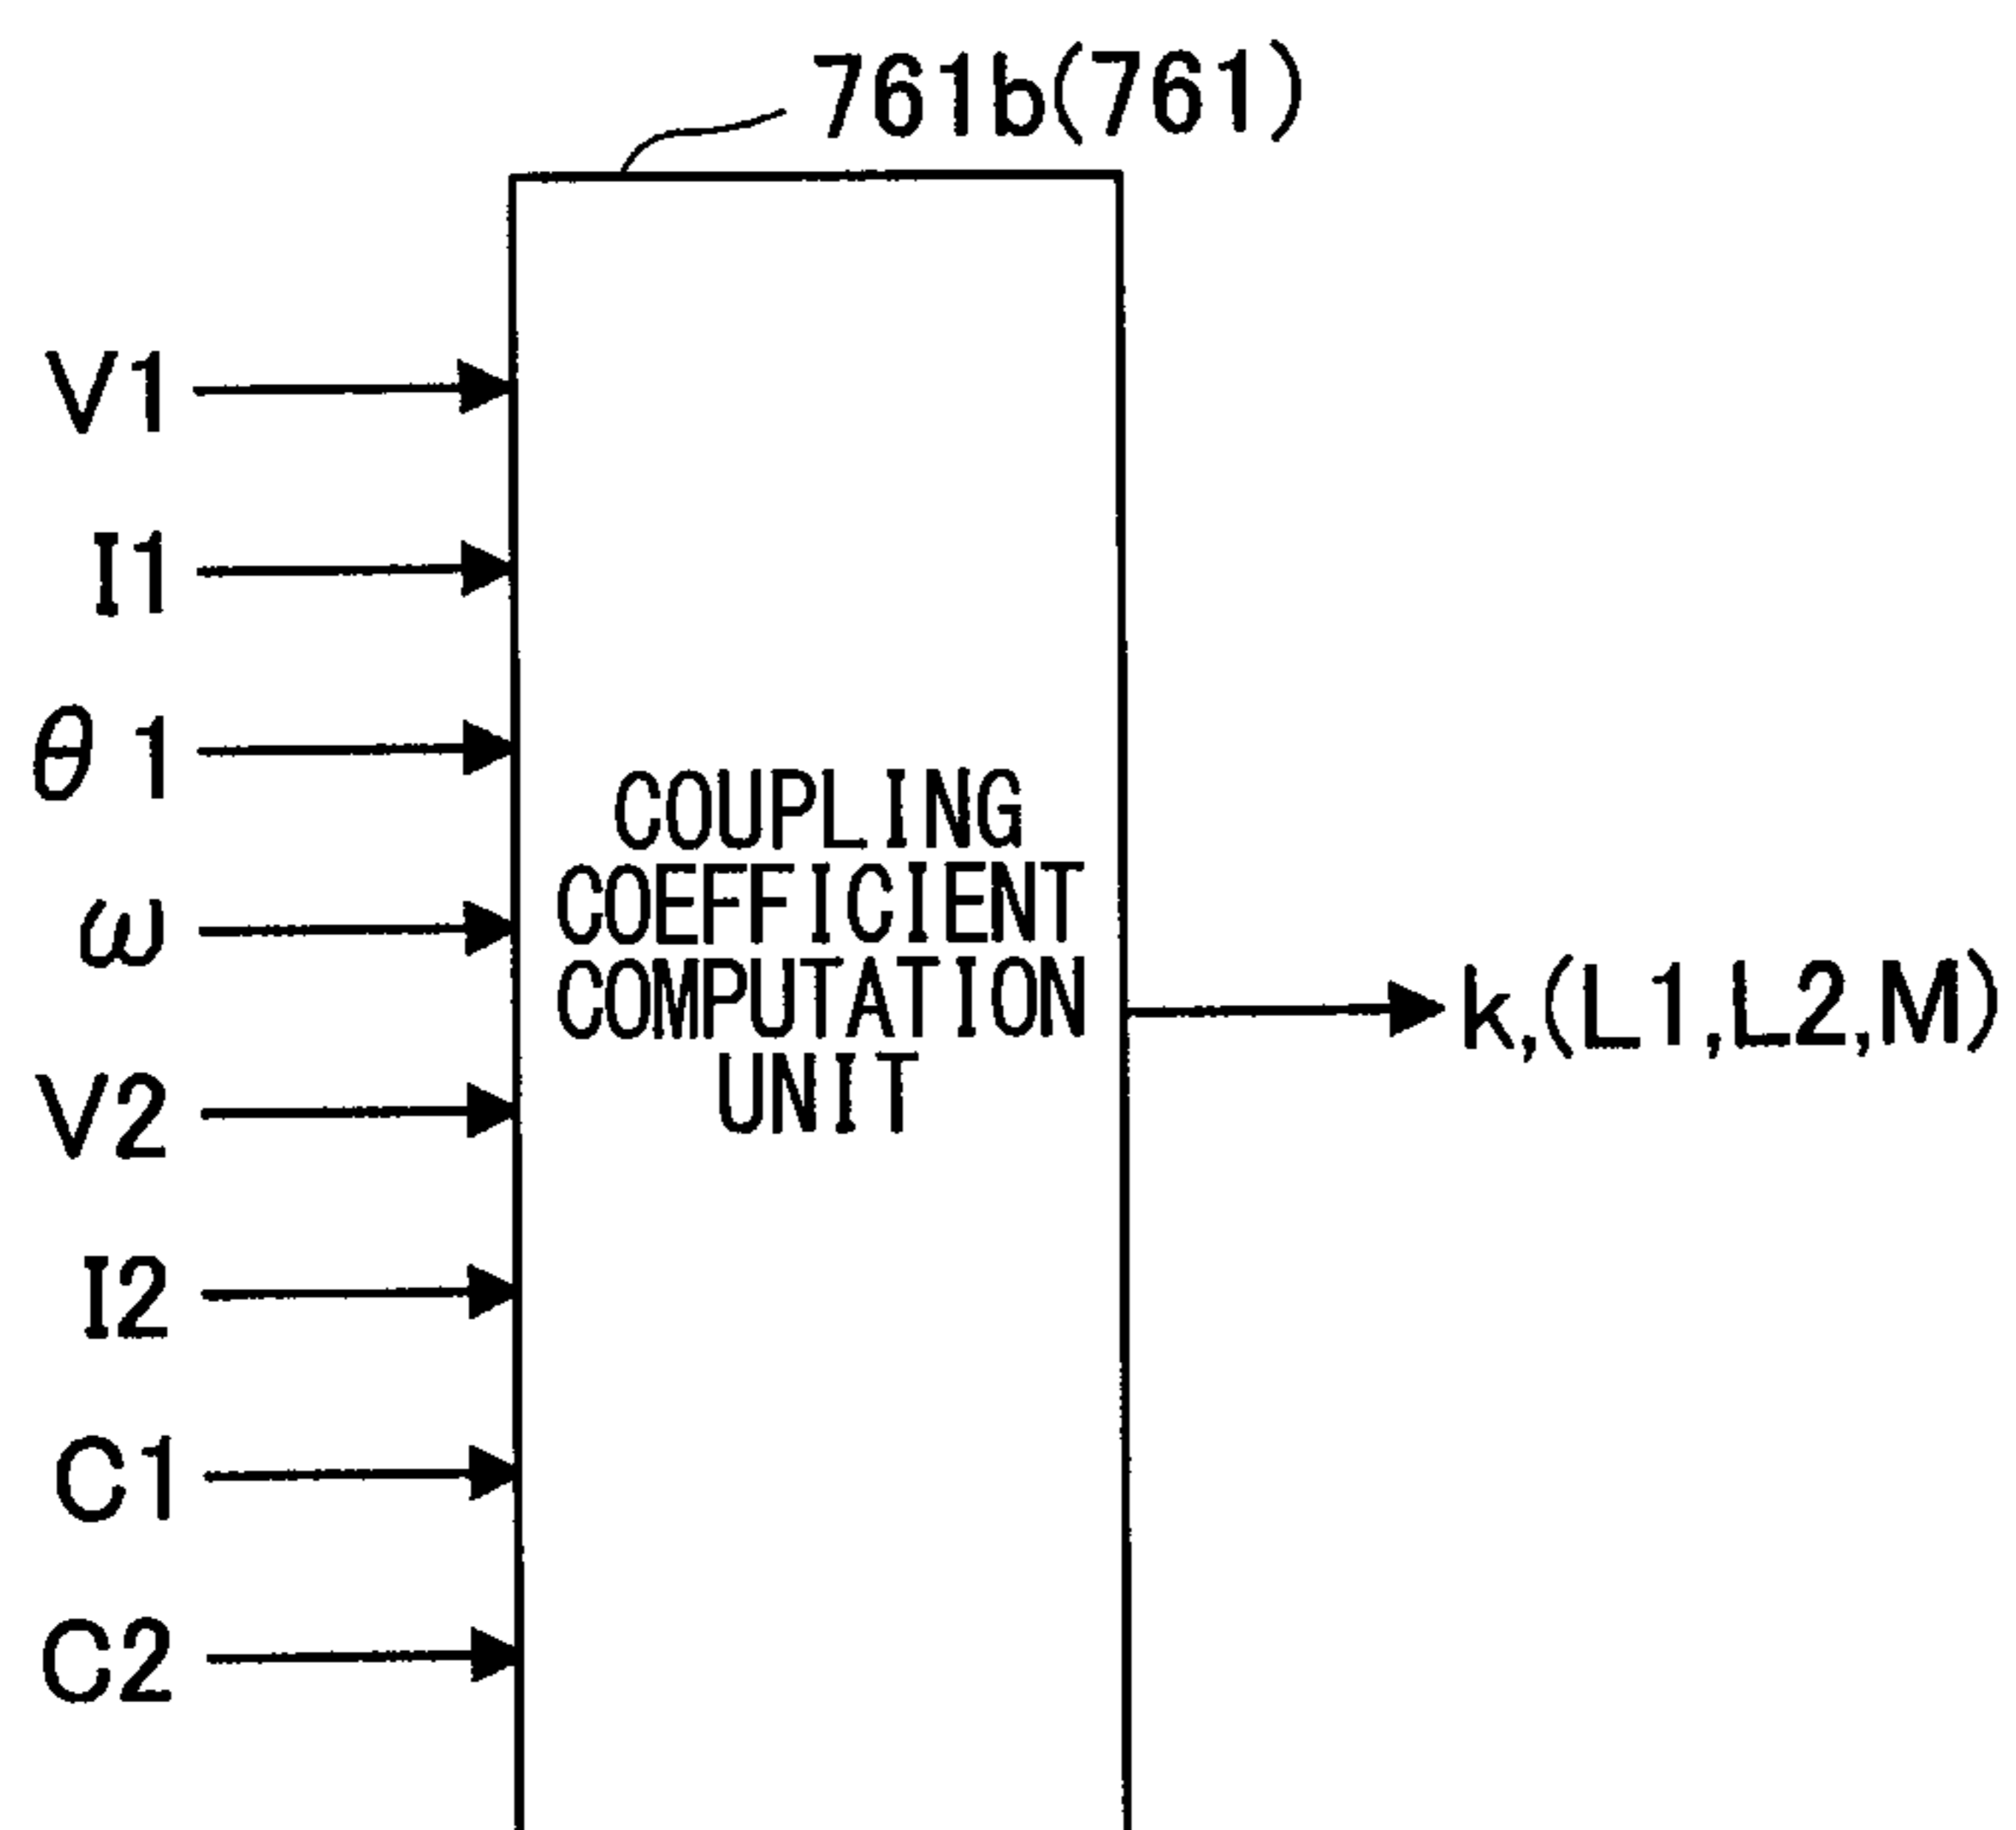 761b(761)
V1
I1
θ1
ω
V2
I2
C1
C2
COUPLING
COEFFICIENT
COMPUTATION
UNIT
k,(L1,L2,M)